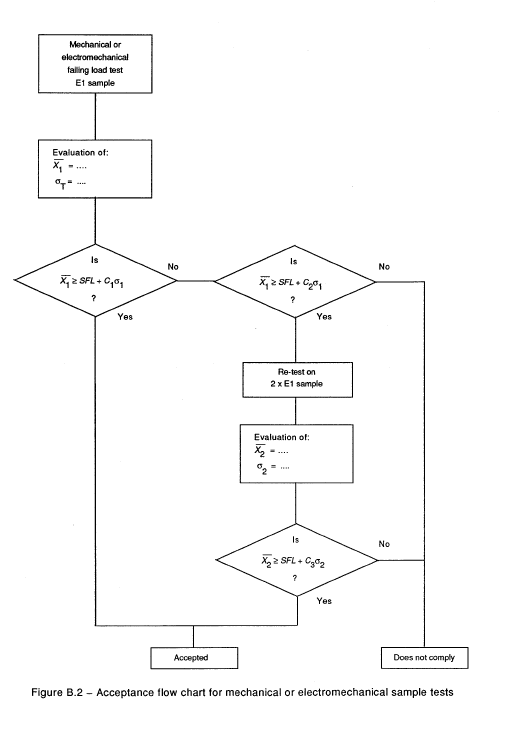 Mechanical or
electromechanical
failing load test
E1 sample
Evaluation of:
X̅₁ = ....
σ_T = ....
Is
X̅₁ ≥ SFL + C₁σ₁
?
No
Yes
Is
X̅₁ ≥ SFL + C₂σ₁
?
No
Yes
Re-test on
2 x E1 sample
Evaluation of:
X̅₂ = ....
σ₂ = ....
Is
X̅₂ ≥ SFL + C₃σ₂
?
No
Yes
Accepted
Does not comply
Figure B.2 – Acceptance flow chart for mechanical or electromechanical sample tests